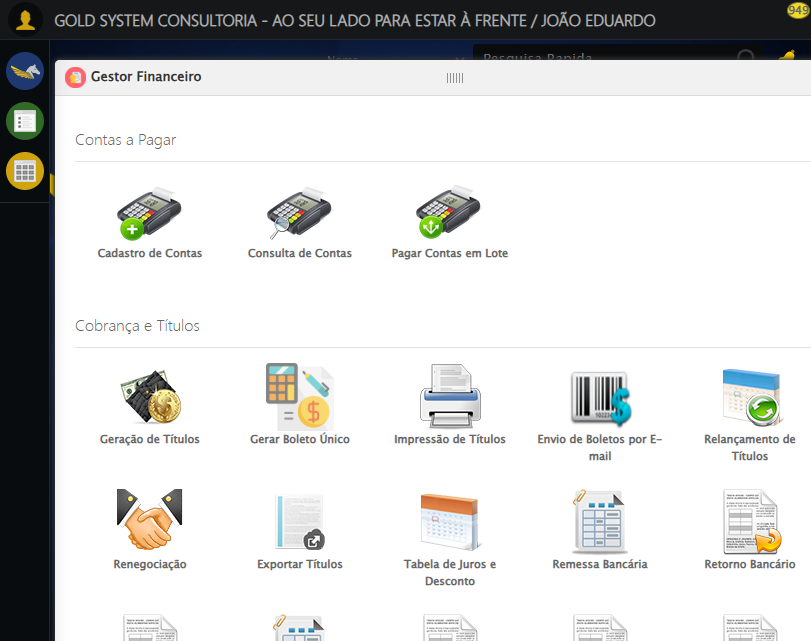 GOLD SYSTEM CONSULTORIA - AO SEU LADO PARA ESTAR À FRENTE / JOÃO EDUARDO
949
Nome
Pesquisa Rapida
Gestor Financeiro
Contas a Pagar
Cadastro de Contas
Consulta de Contas
Pagar Contas em Lote
Cobrança e Títulos
Geração de Títulos
Gerar Boleto Único
Impressão de Títulos
Envio de Boletos por E-
mail
Relançamento de
Títulos
Renegociação
Exportar Títulos
Tabela de Juros e
Desconto
Remessa Bancária
Retorno Bancário